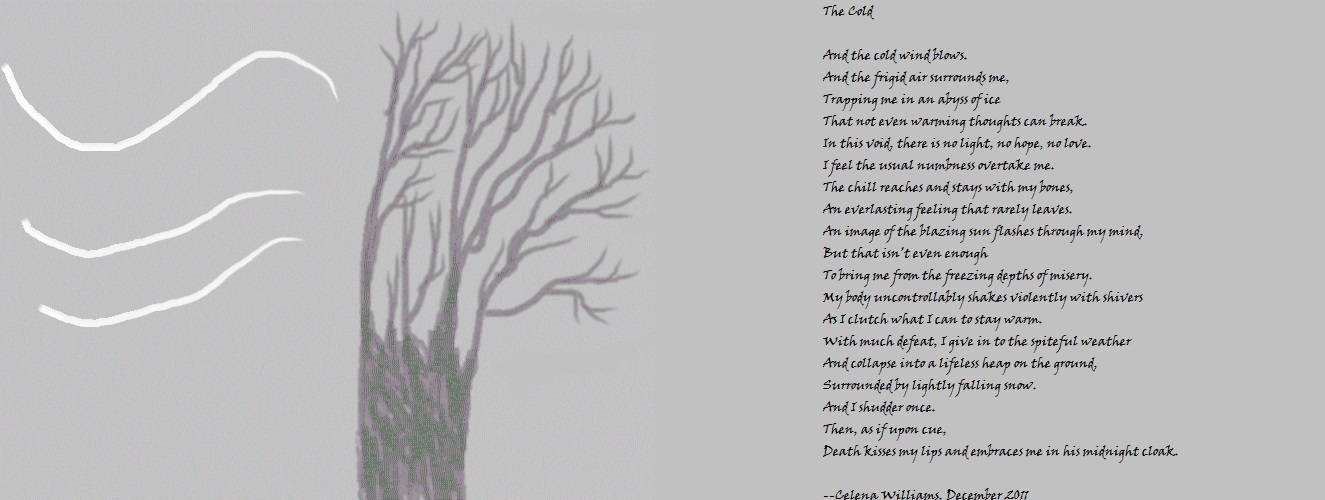 The Cold
And the cold wind blows.
And the frigid air surrounds me,
Trapping me in an abyss of ice
That not even warming thoughts can break.
In this void, there is no light, no hope, no love.
I feel the usual numbness overtake me.
The chill reaches and stays with my bones,
An everlasting feeling that rarely leaves.
An image of the blazing sun flashes through my mind,
But that isn't even enough
To bring me from the freezing depths of misery.
My body uncontrollably shakes violently with shivers
As I clutch what I can to stay warm.
With much defeat, I give in to the spiteful weather
And collapse into a lifeless heap on the ground,
Surrounded by lightly falling snow.
And I shudder once.
Then, as if upon cue,
Death kisses my lips and embraces me in his midnight cloak.
--Celena Williams, December 2011